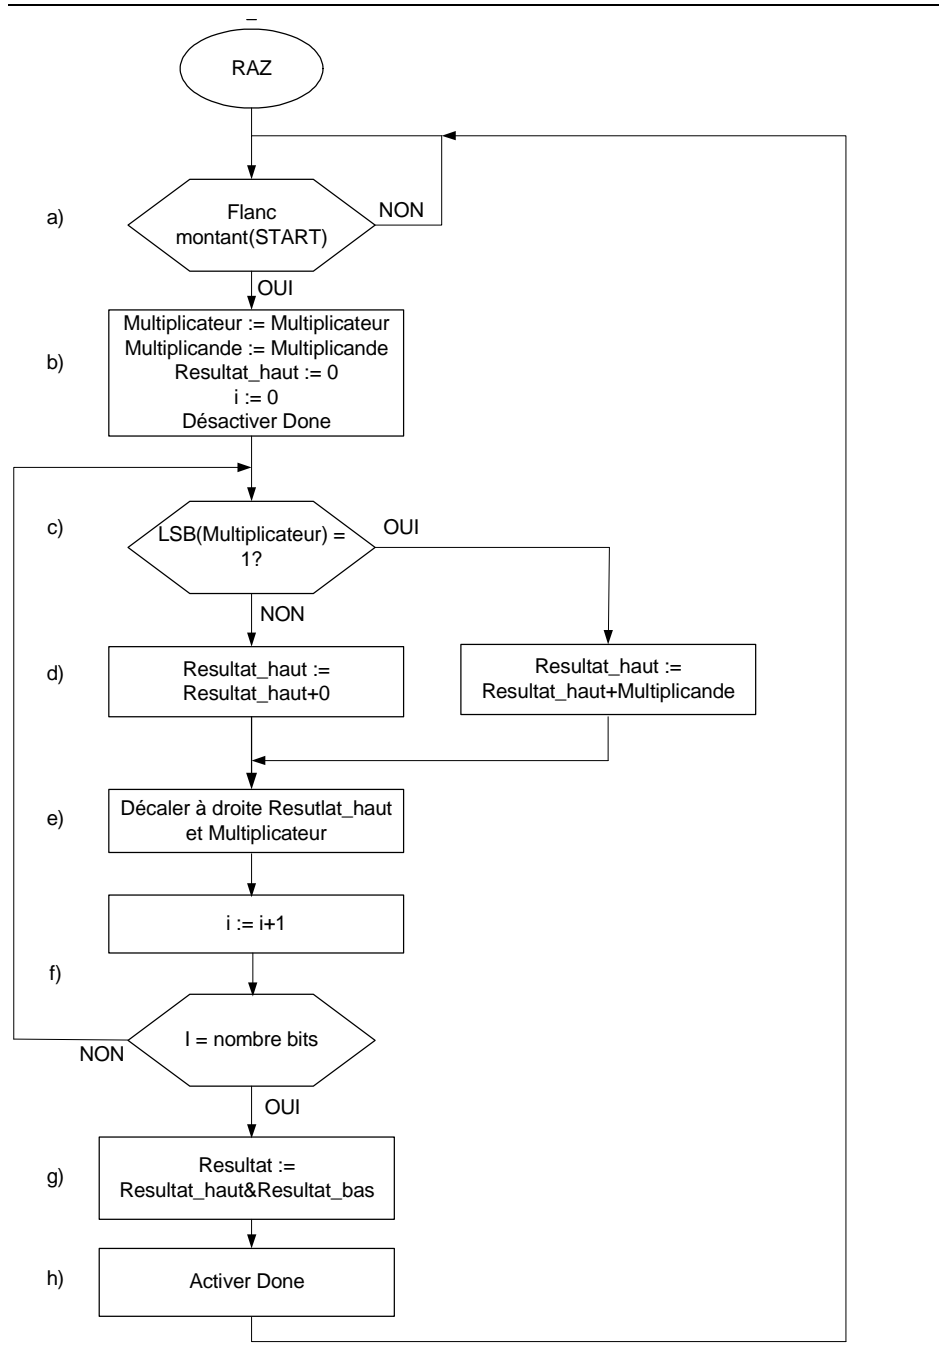 RAZ
a)
Flanc
montant(START)
NON
OUI
b)
Multiplicateur := Multiplicateur
Multiplicande := Multiplicande
Resultat_haut := 0
i := 0
Désactiver Done
c)
LSB(Multiplicateur) =
1?
OUI
NON
d)
Resultat_haut :=
Resultat_haut+0
Resultat_haut :=
Resultat_haut+Multiplicande
e)
Décaler à droite Resutlat_haut
et Multiplicateur
i := i+1
f)
I = nombre bits
NON
OUI
g)
Resultat :=
Resultat_haut&Resultat_bas
h)
Activer Done